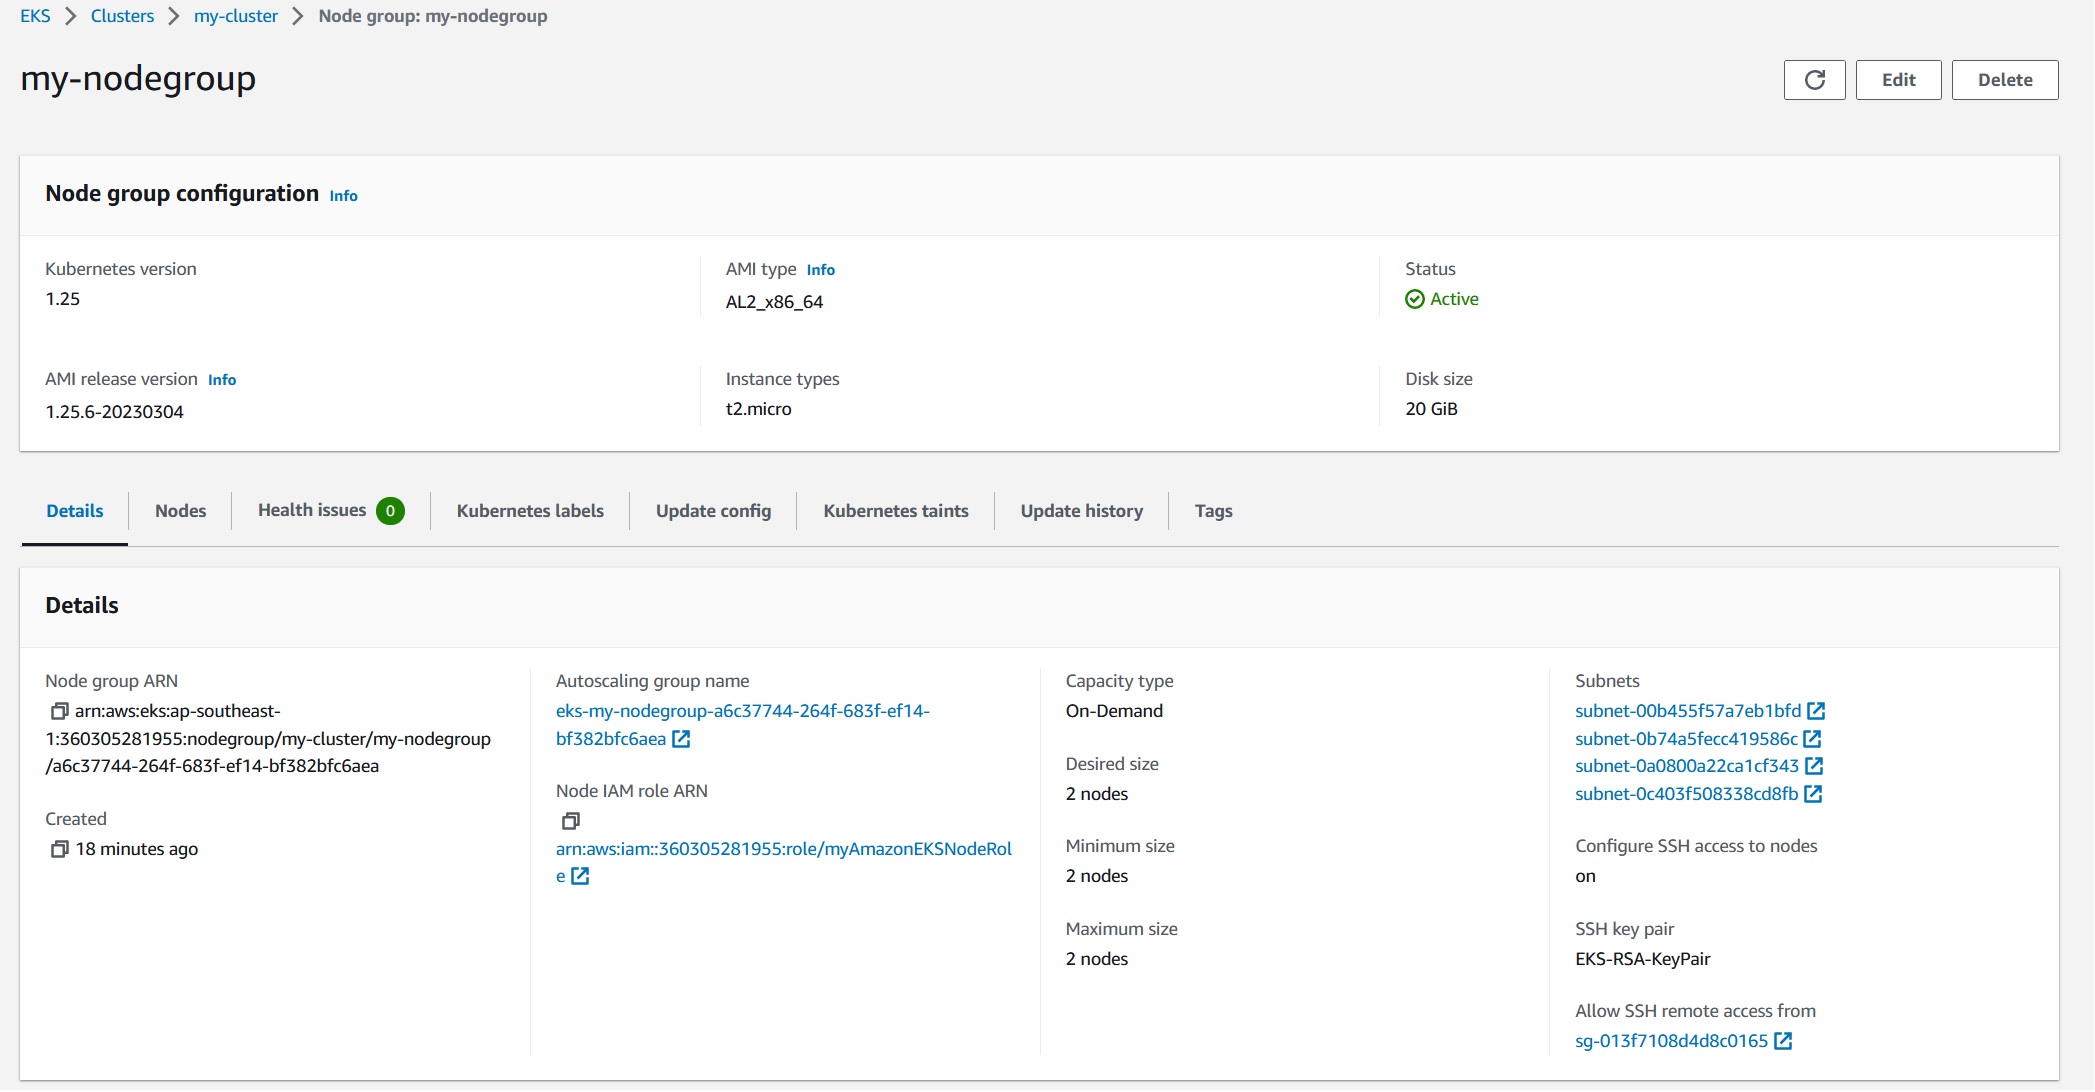 EKS > Clusters > my-cluster > Node group: my-nodegroup
my-nodegroup
Edit
Delete
Node group configuration Info
Kubernetes version
1.25
AMI type Info
AL2_x86_64
Status
Active
AMI release version Info
1.25.6-20230304
Instance types
t2.micro
Disk size
20 GiB
Details
Nodes
Health issues 0
Kubernetes labels
Update config
Kubernetes taints
Update history
Tags
Details
Node group ARN
arn:aws:eks:ap-southeast-
1:360305281955:nodegroup/my-cluster/my-nodegroup
/a6c37744-264f-683f-ef14-bf382bfc6aea
Created
18 minutes ago
Autoscaling group name
eks-my-nodegroup-a6c37744-264f-683f-ef14-
bf382bfc6aea
Node IAM role ARN
arn:aws:iam::360305281955:role/myAmazonEKSNodeRol
e
Capacity type
On-Demand
Desired size
2 nodes
Minimum size
2 nodes
Maximum size
2 nodes
Subnets
subnet-00b455f57a7eb1bfd
subnet-0b74a5fecc419586c
subnet-0a0800a22ca1cf343
subnet-0c403f508338cd8fb
Configure SSH access to nodes
on
SSH key pair
EKS-RSA-KeyPair
Allow SSH remote access from
sg-013f7108d4d8c0165